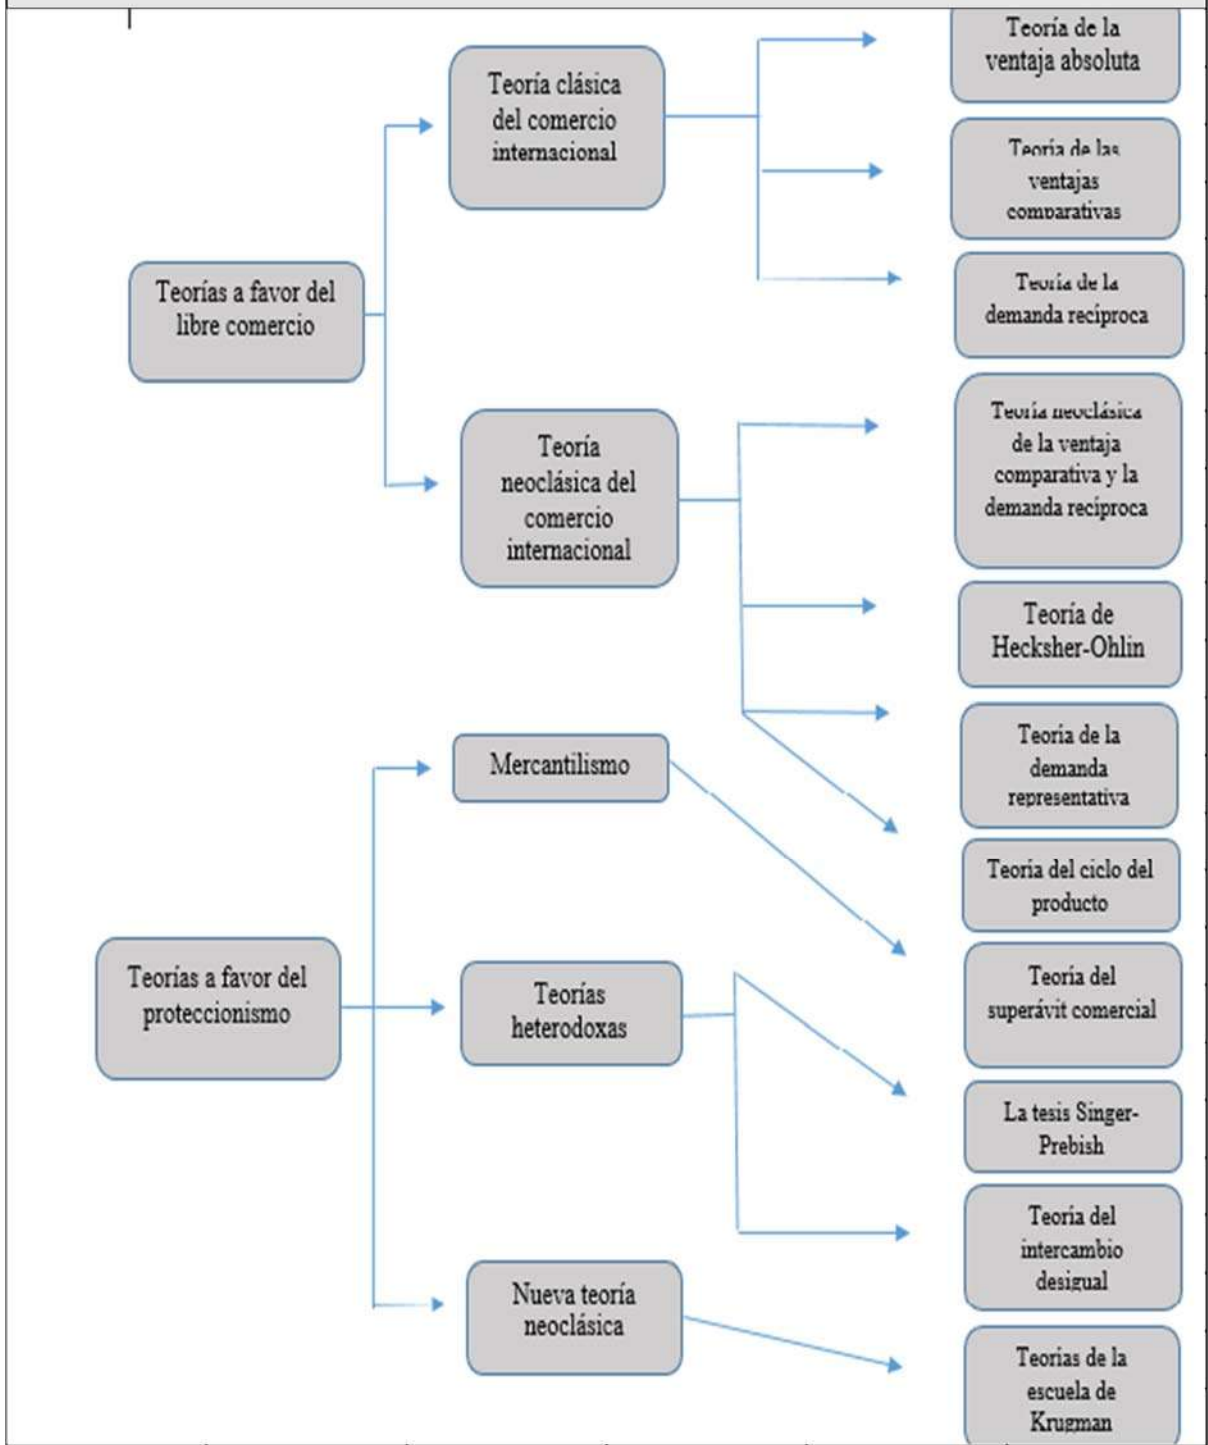 Teorías a favor del
libre comercio
Teoría clásica
del comercio
internacional
Teoría de la
ventaja absoluta
Teoría de las
ventajas
comparativas
Teoría de la
demanda recíproca
Teoría
neoclásica del
comercio
internacional
Teoría neoclásica
de la ventaja
comparativa y la
demanda recíproca
Teoría de
Hecksher-Ohlin
Teoría de la
demanda
representativa
Teoría del ciclo del
producto
Teorías a favor del
proteccionismo
Mercantilismo
Teoría del
superávit comercial
Teorías
heterodoxas
La tesis Singer-
Prebish
Teoría del
intercambio
desigual
Nueva teoría
neoclásica
Teorías de la
escuela de
Krugman